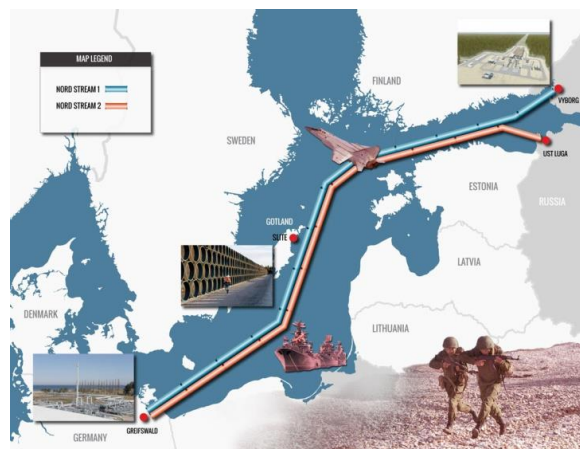 MAP LEGEND
NORD STREAM 1
NORD STREAM 2
FINLAND
VYBORG
SWEDEN
UST LUGA
ESTONIA
RUSSIA
GOTLAND
SLITE
LATVIA
DENMARK
LITHUANIA
GREIFSWALD
GERMANY